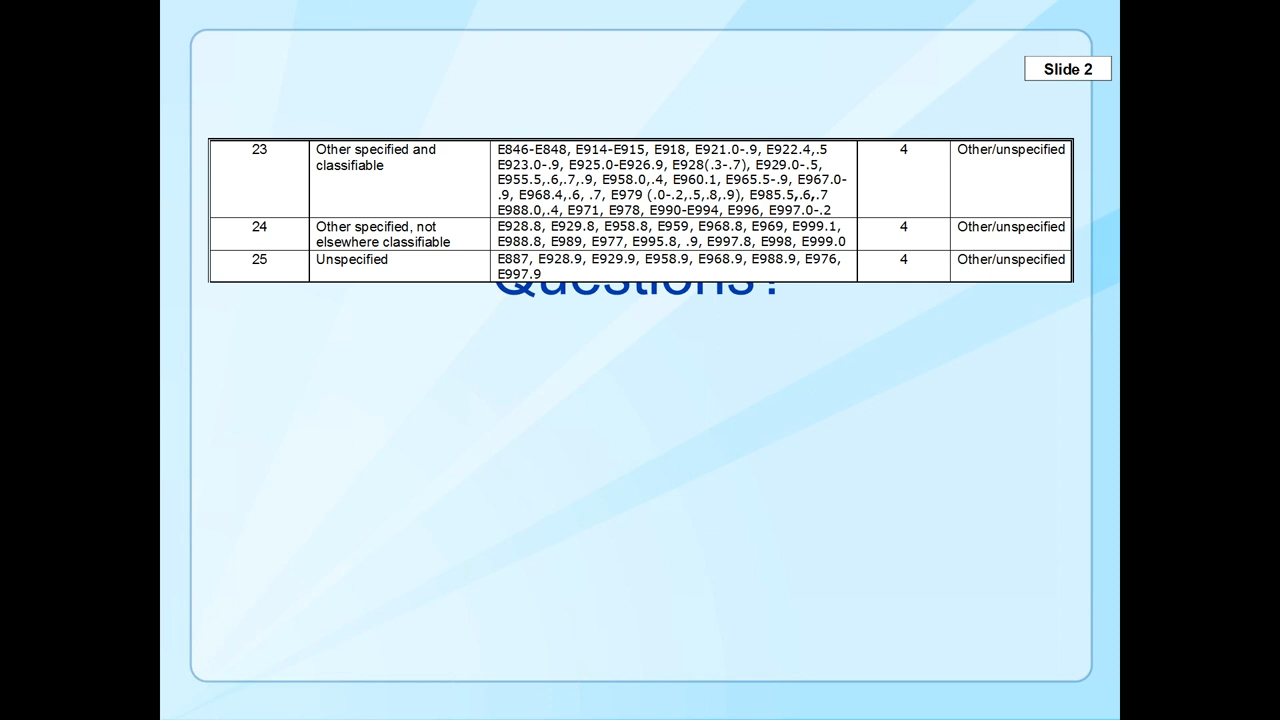 Slide 2
23 Other specified and E846-E848, E914-E915, E918, E921.0-.9, E922.4,.5 4 Other/unspecified
classifiable E923.0-.9, E925.0-E926.9, E928(.3-.7), E929.0-.5,
E955.5,.6,.7,.9, E958.0,.4, E960.1, E965.5-.9, E967.0-
.9, E968.4,.6, .7, E979 (.0-.2,.5,.8,.9), E985.5,.6,.7
E988.0,.4, E971, E978, E990-E994, E996, E997.0-.2
24 Other specified, not E928.8, E929.8, E958.8, E959, E968.8, E969, E999.1, 4 Other/unspecified
elsewhere classifiable E988.8, E989, E977, E995.8, .9, E997.8, E998, E999.0
25 Unspecified E887, E928.9, E929.9, E958.9, E968.9, E988.9, E976, 4 Other/unspecified
E997.9
Questions?